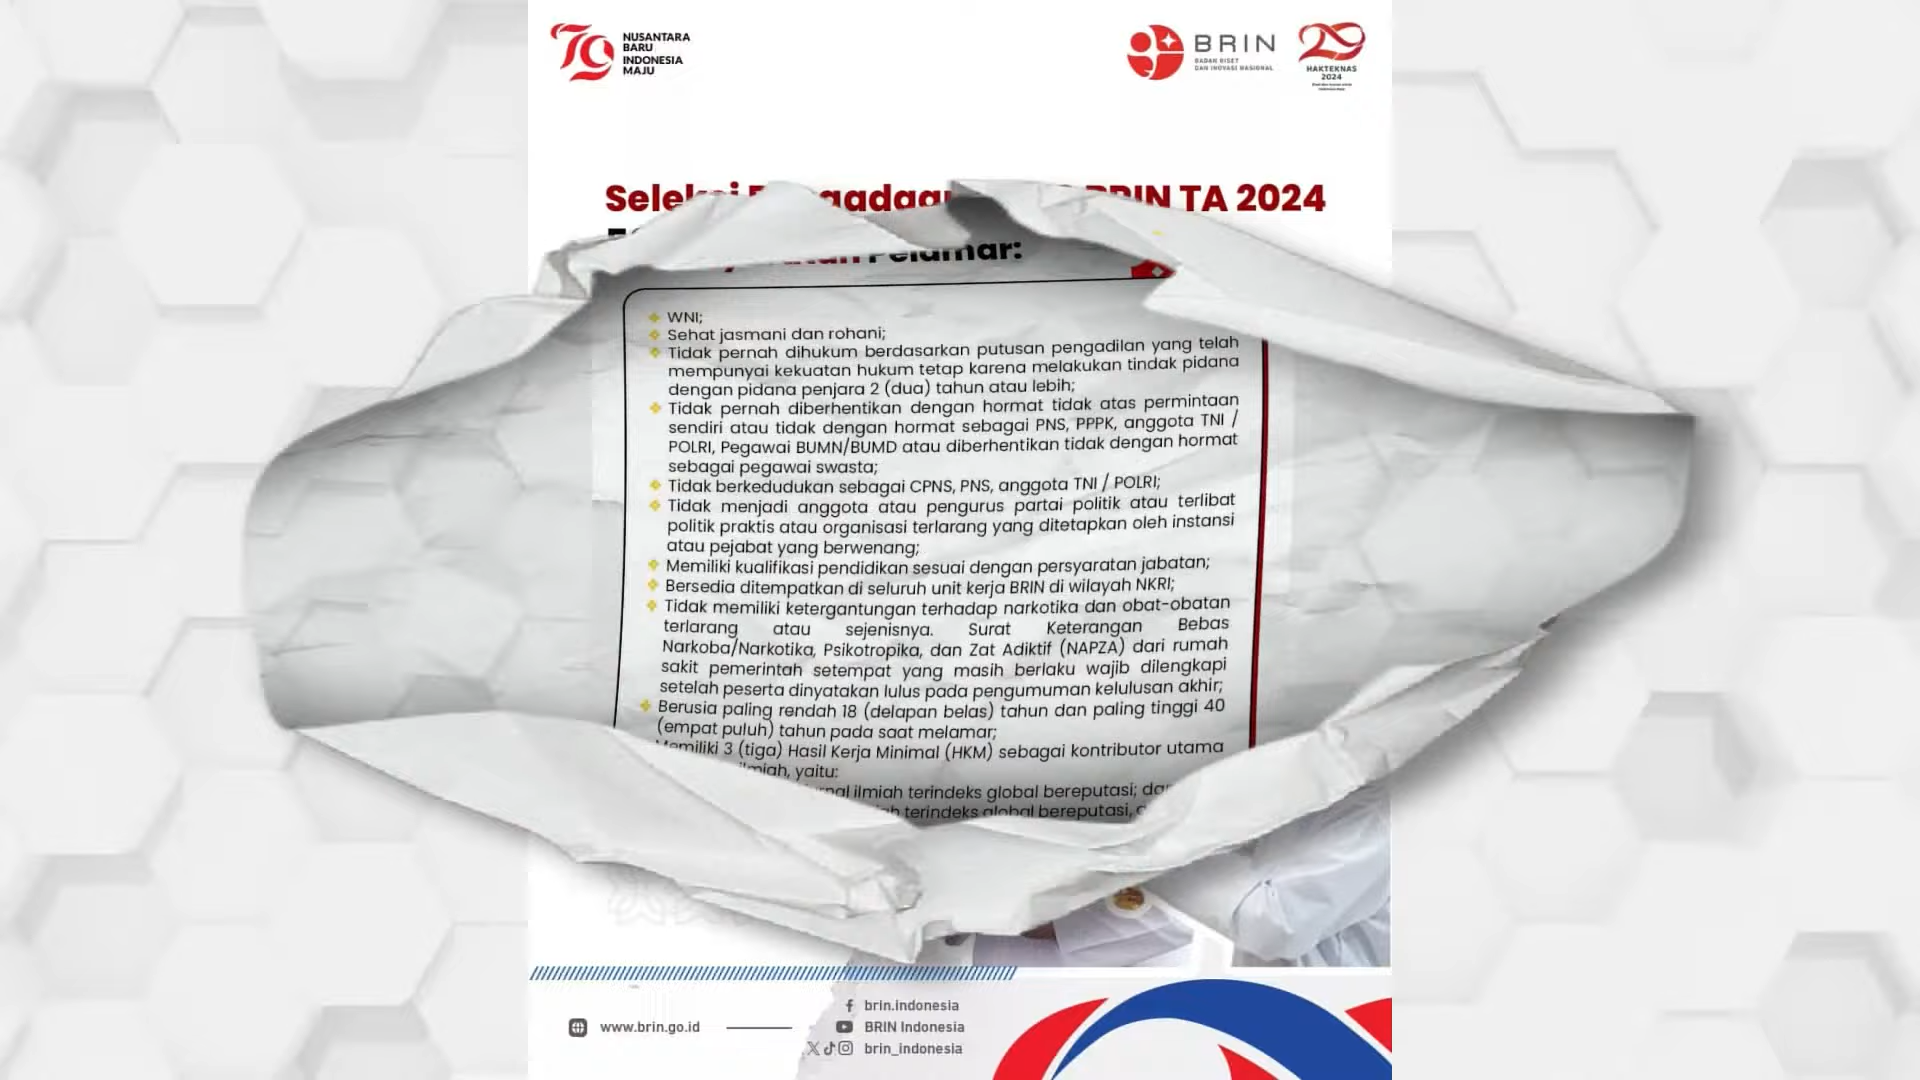 NUSANTARA
BARU
INDONESIA
MAJU
BRIN
BADAN RISET
DAN INOVASI NASIONAL
HAKTEKNAS
2024
BRIN TA 2024
Pelamar:
WNI;
Sehat jasmani dan rohani;
Tidak pernah dihukum berdasarkan putusan pengadilan yang telah
mempunyai kekuatan hukum tetap karena melakukan tindak pidana
dengan pidana penjara 2 (dua) tahun atau lebih;
Tidak pernah diberhentikan dengan hormat tidak atas permintaan
sendiri atau tidak dengan hormat sebagai PNS, PPPK, anggota TNI /
POLRI, Pegawai BUMN/BUMD atau diberhentikan tidak dengan hormat
sebagai pegawai swasta;
Tidak berkedudukan sebagai CPNS, PNS, anggota TNI / POLRI;
Tidak menjadi anggota atau pengurus partai politik atau terlibat
politik praktis atau organisasi terlarang yang ditetapkan oleh instansi
atau pejabat yang berwenang;
Memiliki kualifikasi pendidikan sesuai dengan persyaratan jabatan;
Bersedia ditempatkan di seluruh unit kerja BRIN di wilayah NKRI;
Tidak memiliki ketergantungan terhadap narkotika dan obat-obatan
terlarang atau sejenisnya. Surat Keterangan Bebas
Narkoba/Narkotika, Psikotropika, dan Zat Adiktif (NAPZA) dari rumah
sakit pemerintah setempat yang masih berlaku wajib dilengkapi
setelah peserta dinyatakan lulus pada pengumuman kelulusan akhir;
Berusia paling rendah 18 (delapan belas) tahun dan paling tinggi 40
(empat puluh) tahun pada saat melamar;
Memiliki 3 (tiga) Hasil Kerja Minimal (HKM) sebagai kontributor utama
yaitu:
ilmiah terindeks global bereputasi;
terindeks global bereputasi,
www.brin.go.id
brin.indonesia
BRIN Indonesia
brin_indonesia